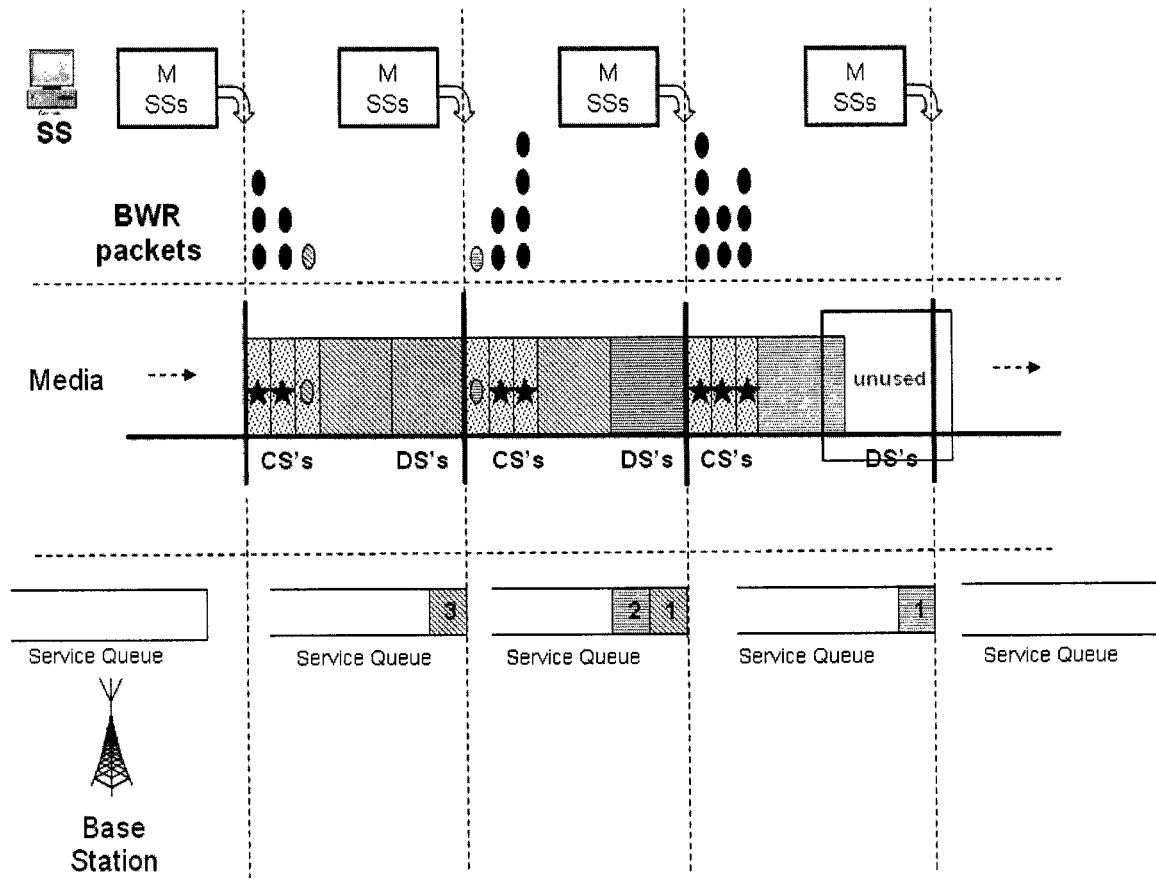 M
SSs
M
SSs
M
SSs
M
SSs
SS
BWR
packets
Media
unused
CS's
DS's
CS's
DS's
CS's
DS's
3
2
1
1
Service Queue
Service Queue
Service Queue
Service Queue
Service Queue
Base
Station